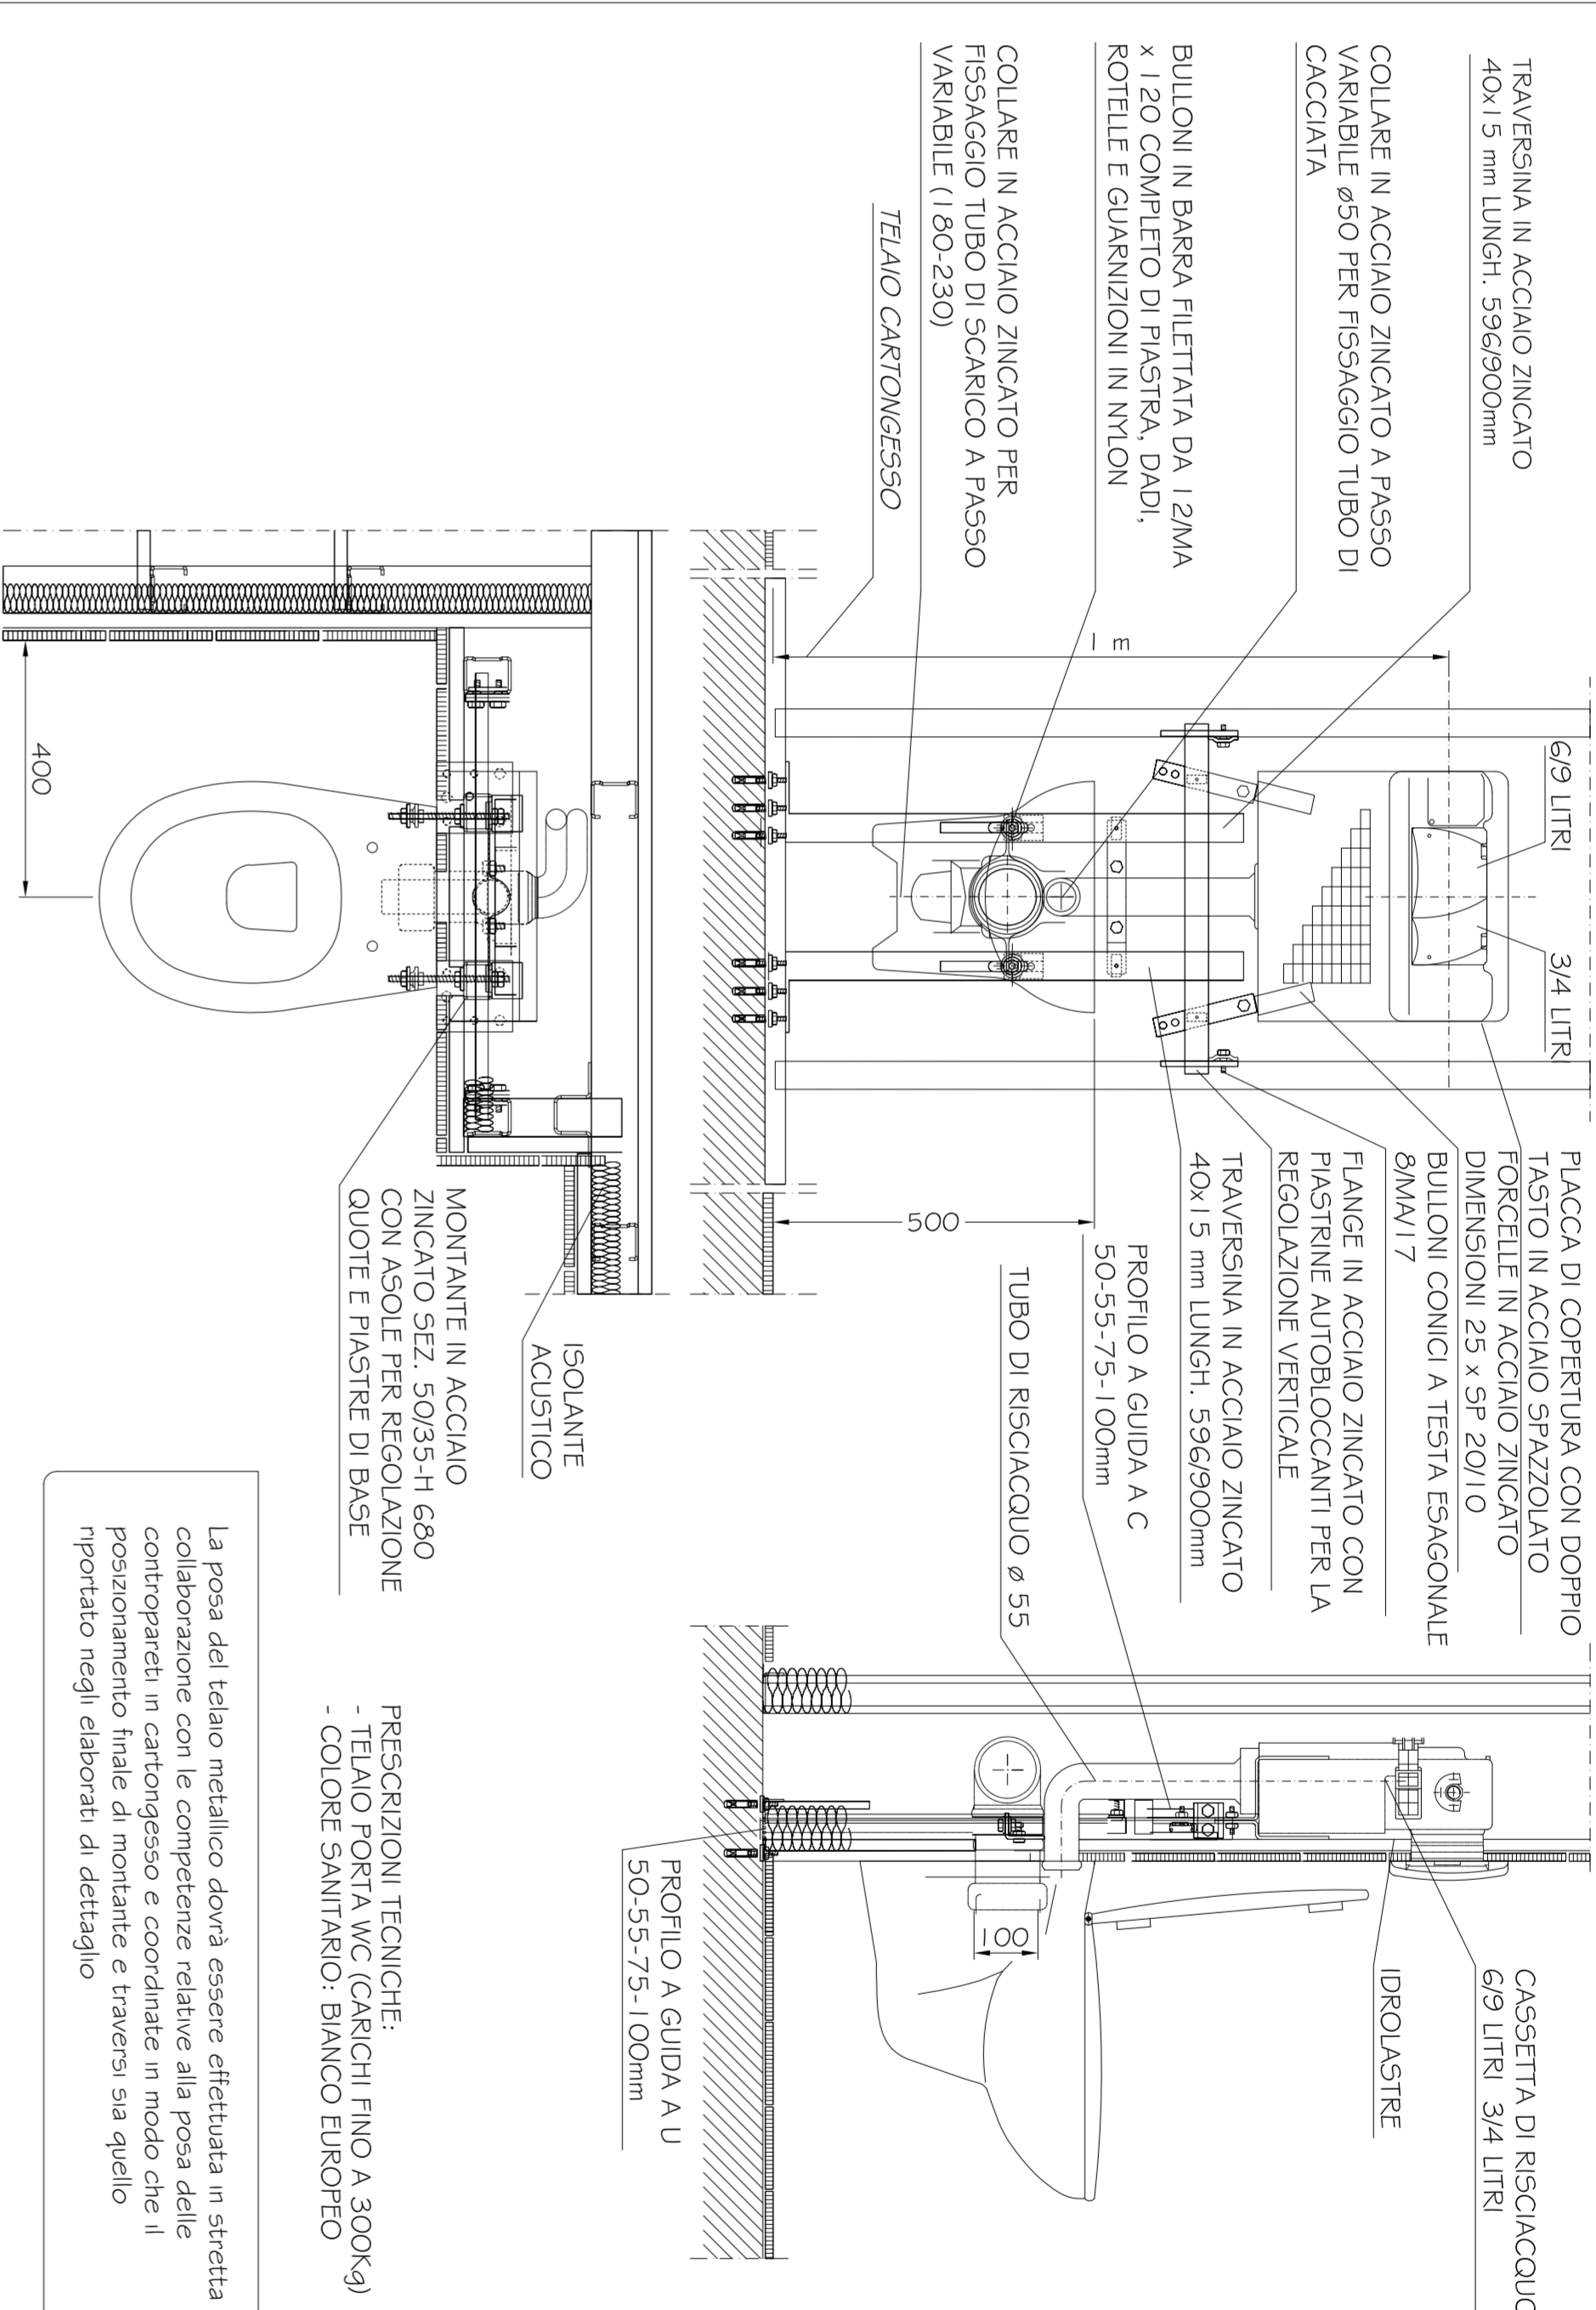 TRAVERSINA IN ACCIAIO ZINCATO
40x15 mm LUNGH. 596/900mm
COLLARE IN ACCIAIO ZINCATO A PASSO
VARIABILE ø50 PER FISSAGGIO TUBO DI
CACCIATA
BULLONI IN BARRA FILETTATA DA 12/MA
x 120 COMPLETO DI PIASTRA, DADI,
ROTELLE E GUARNIZIONI IN NYLON
COLLARE IN ACCIAIO ZINCATO PER
FISSAGGIO TUBO DI SCARICO A PASSO
VARIABILE (180-230)
TELAIO CARTONGESSO
1 m
6/9 LITRI
3/4 LITRI
500
PLACCA DI COPERTURA CON DOPPIO
TASTO IN ACCIAIO SPAZZOLATO
FORCELLE IN ACCIAIO ZINCATO
DIMENSIONI 25 x SP 20/10
BULLONI CONICI A TESTA ESAGONALE
8/MA/17
FLANGE IN ACCIAIO ZINCATO CON
PIASTRINE AUTOBLOCCANTI PER LA
REGOLAZIONE VERTICALE
TRAVERSINA IN ACCIAIO ZINCATO
40x15 mm LUNGH. 596/900mm
PROFILO A GUIDA A C
50-55-75-100mm
TUBO DI RISCIACQUO ø 55
CASSETTA DI RISCIACQUO
6/9 LITRI 3/4 LITRI
IDROLASTRE
100
PROFILO A GUIDA A U
50-55-75-100mm
400
ISOLANTE
ACUSTICO
MONTANTE IN ACCIAIO
ZINCATO SEZ. 50/35-H 680
CON ASOLE PER REGOLAZIONE
QUOTE E PIASTRE DI BASE
PRESCRIZIONI TECNICHE:
- TELAIO PORTA WC (CARICHI FINO A 300Kg)
- COLORE SANITARIO: BIANCO EUROPEO
La posa del telaio metallico dovrà essere effettuata in stretta
collaborazione con le competenze relative alla posa delle
contropareti in cartongesso e coordinate in modo che il
posizionamento finale di montante e traversi sia quello
riportato negli elaborati di dettaglio